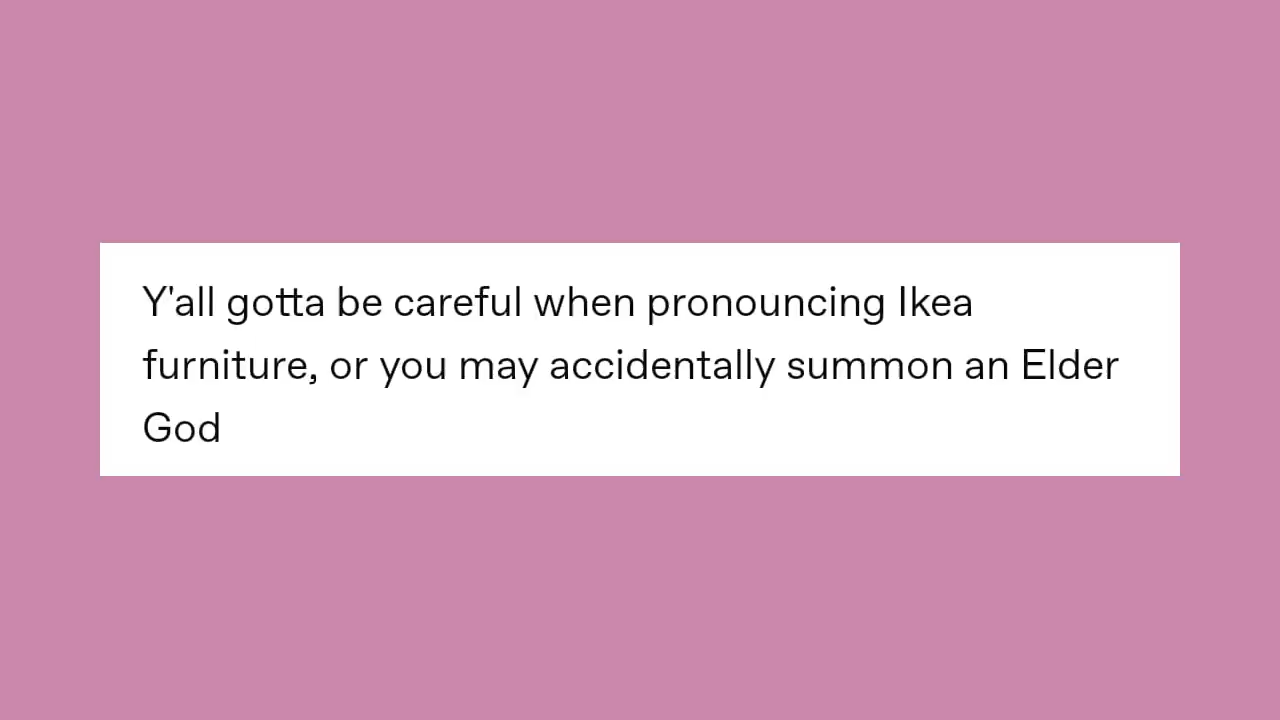 Y'all gotta be careful when pronouncing Ikea
furniture, or you may accidentally summon an Elder
God